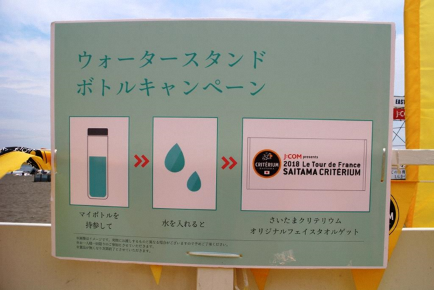 ウォータースタンド
ボトルキャンペーン
J:COM presents
2018 Le Tour de France
SAITAMA CRITÉRIUM
CRITÉRIUM
マイボトルを
持参して
水を入れると
さいたまクリテリウム
オリジナルフェイスタオルゲット